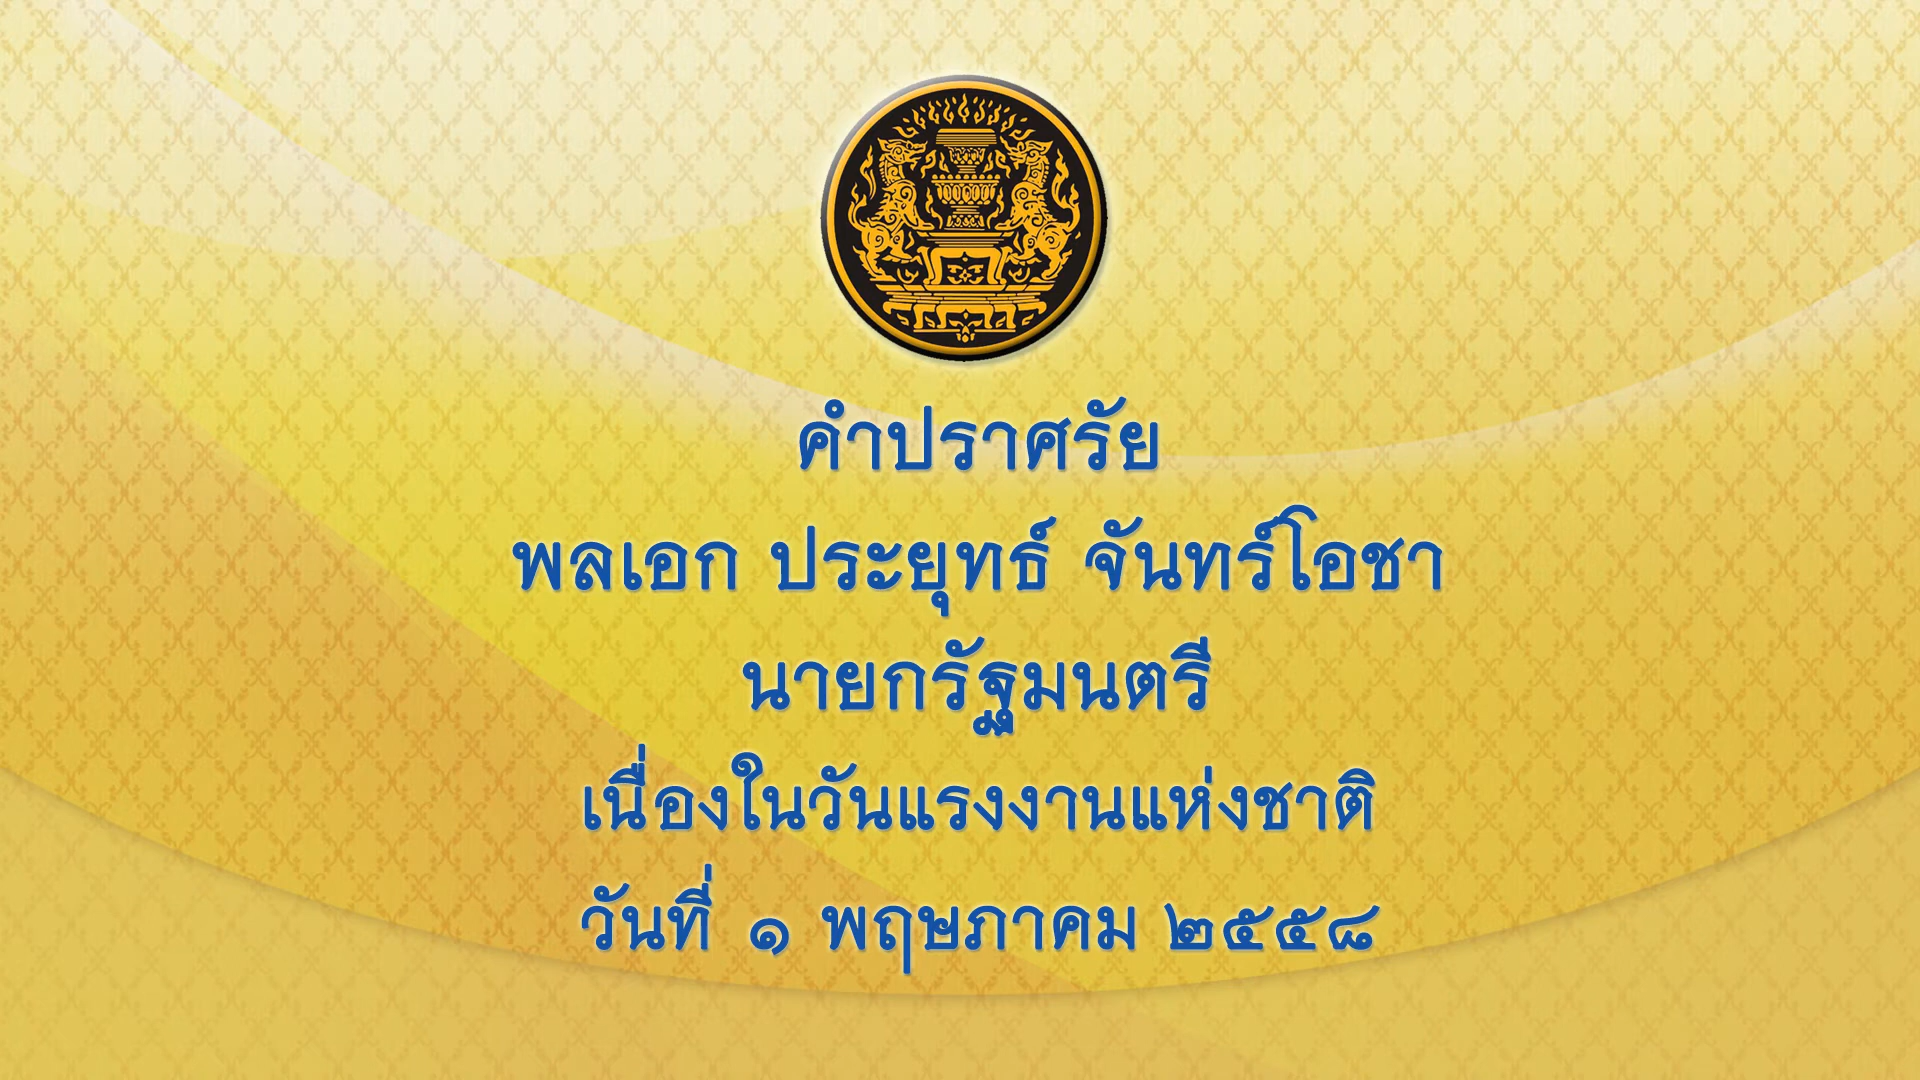 คำปราศรัย
พลเอก ประยุทธ์ จันทร์โอชา
นายกรัฐมนตรี
เนื่องในวันแรงงานแห่งชาติ
วันที่ ๑ พฤษภาคม ๒๕๕๘